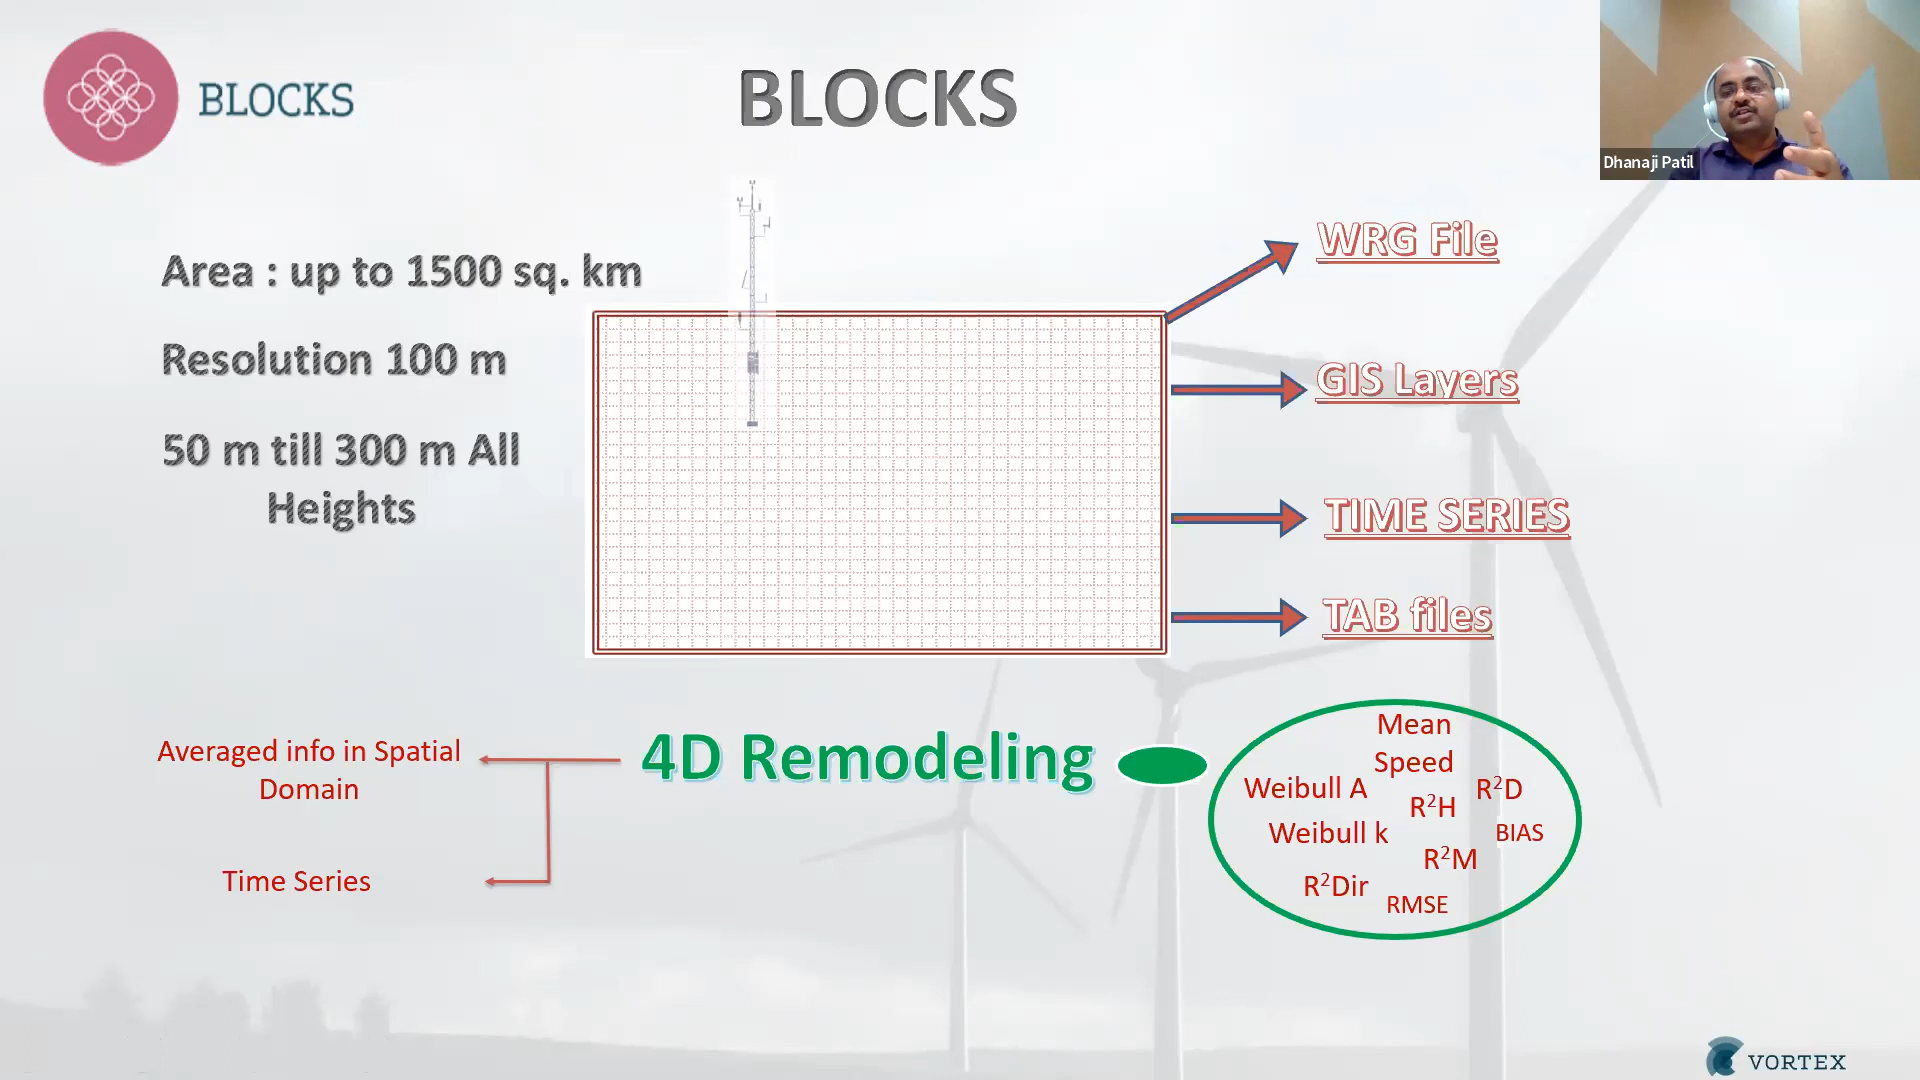 BLOCKS
BLOCKS
Dhanaji Patil
Area : up to 1500 sq. km
Resolution 100 m
50 m till 300 m All
Heights
WRG File
GIS Layers
TIME SERIES
TAB files
4D Remodeling
Averaged info in Spatial
Domain
Time Series
Mean
Speed
Weibull A
R²H
R²D
Weibull k
BIAS
R²M
R²Dir
RMSE
VORTEX